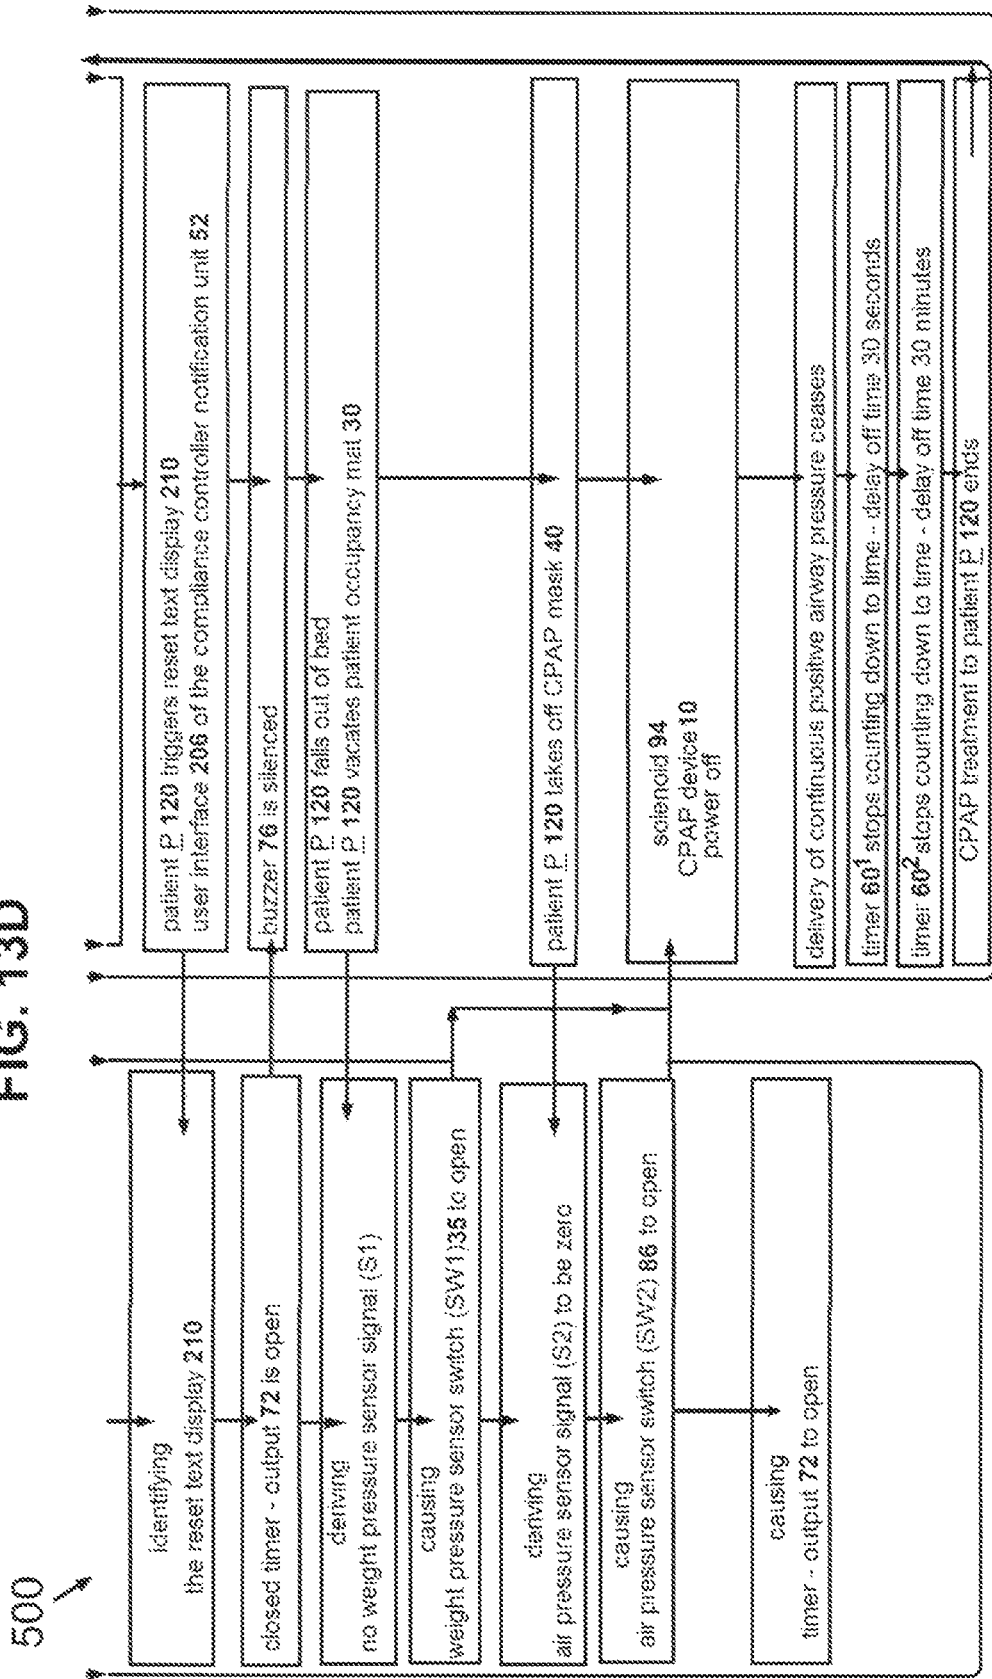 FIG. 13D
500
identifying
the reset text display 210
closed timer - output 72 is open
deriving
no weight pressure sensor signal (S1)
causing
weight pressure sensor switch (SW1)35 to open
deriving
air pressure sensor signal (S2) to be zero
causing
air pressure sensor switch (SW2) 86 to open
causing
timer - output 72 to open
patient P 120 triggers reset text display 210
user interface 206 of the compliance controller notification unit 52
buzzer 76 is silenced
patient P 120 falls out of bed
patient P 120 vacates patient occupancy mat 30
patient P 120 takes off CPAP mask 40
solenoid 94
CPAP device 10
power off
delivery of continuous positive airway pressure ceases
timer 60¹ stops counting down to time - delay off time 30 seconds
timer 60² stops counting down to time - delay off time 30 minutes
CPAP treatment to patient P 120 ends